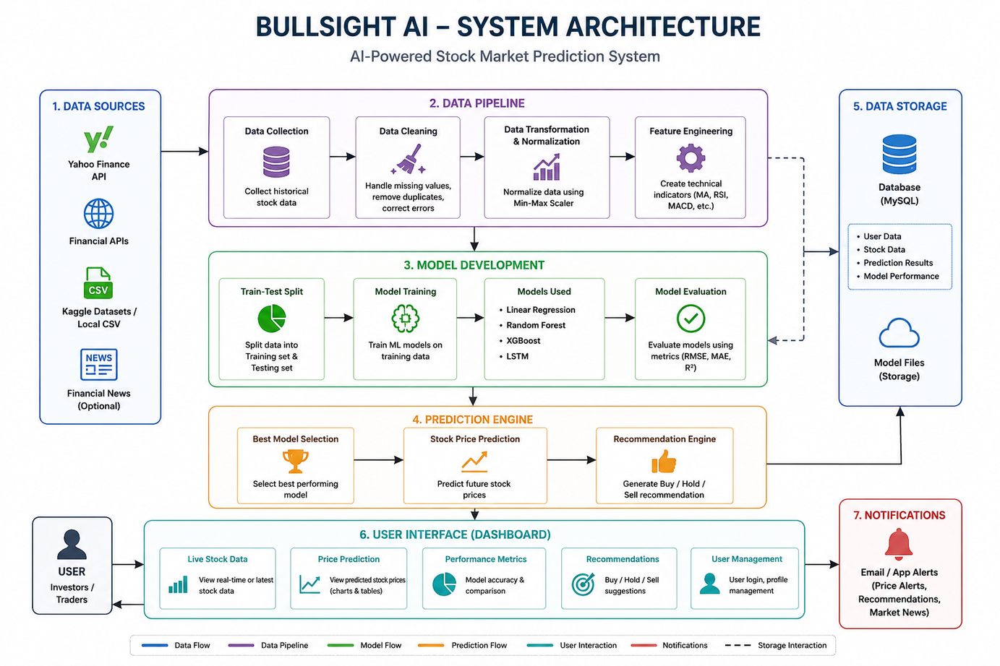 BULLSIGHT AI – SYSTEM ARCHITECTURE
AI-Powered Stock Market Prediction System
1. DATA SOURCES
y!
Yahoo Finance
API
Financial APIs
CSV
Kaggle Datasets /
Local CSV
NEWS
Financial News
(Optional)
2. DATA PIPELINE
Data Collection
Collect historical
stock data
Data Cleaning
Handle missing values,
remove duplicates,
correct errors
Data Transformation
& Normalization
Normalize data using
Min-Max Scaler
Feature Engineering
Create technical
indicators (MA, RSI,
MACD, etc.)
3. MODEL DEVELOPMENT
Train-Test Split
Split data into
Training set &
Testing set
Model Training
Train ML models on
training data
Models Used
• Linear Regression
• Random Forest
• XGBoost
• LSTM
Model Evaluation
Evaluate models using
metrics (RMSE, MAE,
R²)
4. PREDICTION ENGINE
Best Model Selection
Select best performing
model
Stock Price Prediction
Predict future stock
prices
Recommendation Engine
Generate Buy / Hold /
Sell recommendation
5. DATA STORAGE
Database
(MySQL)
• User Data
• Stock Data
• Prediction Results
• Model Performance
Model Files
(Storage)
USER
Investors /
Traders
6. USER INTERFACE (DASHBOARD)
Live Stock Data
View real-time or latest
stock data
Price Prediction
View predicted stock prices
(charts & tables)
Performance Metrics
Model accuracy &
comparison
Recommendations
Buy / Hold / Sell
suggestions
User Management
User login, profile
management
7. NOTIFICATIONS
Email / App Alerts
(Price Alerts,
Recommendations,
Market News)
Data Flow
Data Pipeline
Model Flow
Prediction Flow
User Interaction
Notifications
Storage Interaction